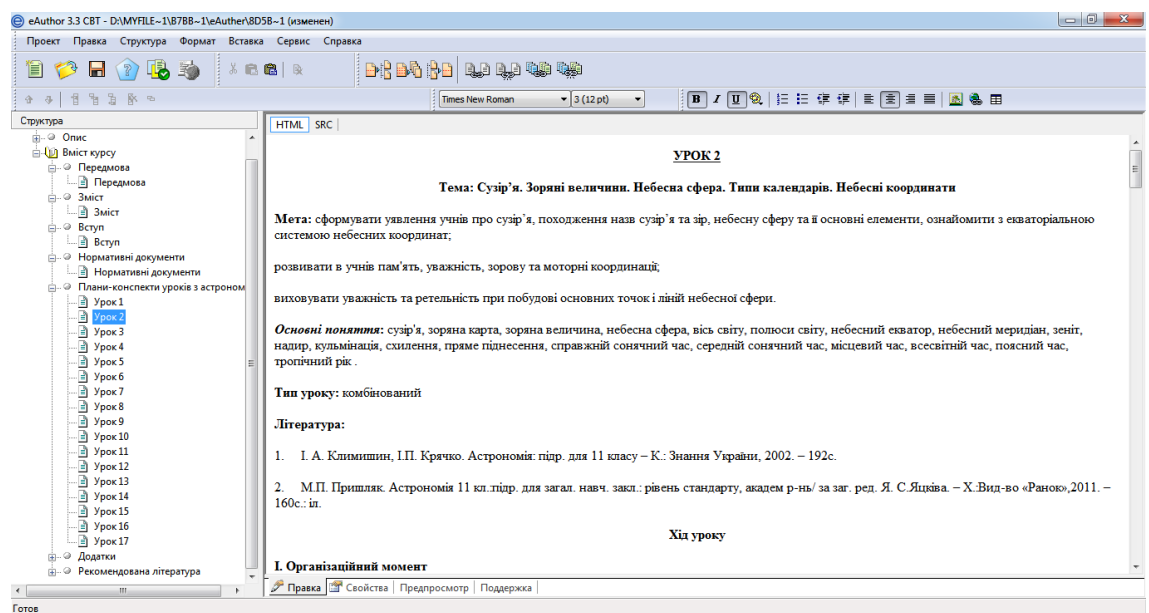 eAuthor 3.3 CBT - D:\MYFILE~1\B7BB~1\eAuther\8D5B~1 (изменен)
Проект Правка Структура Формат Вставка Сервис Справка
Times New Roman 3 (12 pt)
Структура
Опис
Вміст курсу
Передмова
Передмова
Зміст
Зміст
Вступ
Вступ
Нормативні документи
Нормативні документи
Плани-конспекти уроків з астроном
Урок 1
Урок 2
Урок 3
Урок 4
Урок 5
Урок 6
Урок 7
Урок 8
Урок 9
Урок 10
Урок 11
Урок 12
Урок 13
Урок 14
Урок 15
Урок 16
Урок 17
Додатки
Рекомендована література
HTML SRC
УРОК 2
Тема: Сузір’я. Зоряні величини. Небесна сфера. Типи календарів. Небесні координати
Мета: сформувати уявлення учнів про сузір’я, походження назв сузір’я та зір, небесну сферу та її основні елементи, ознайомити з екваторіальною
системою небесних координат;
розвивати в учнів пам'ять, уважність, зорову та моторні координації;
виховувати уважність та ретельність при побудові основних точок і ліній небесної сфери.
Основні поняття: сузір'я, зоряна карта, зоряна величина, небесна сфера, вісь світу, полюси світу, небесний екватор, небесний меридіан, зеніт,
надир, кульмінація, схилення, пряме піднесення, справжній сонячний час, середній сонячний час, місцевий час, всесвітній час, поясний час,
тропічний рік .
Тип уроку: комбінований
Література:
1. І. А. Климишин, І.П. Крячко. Астрономія: підр. для 11 класу – К.: Знання України, 2002. – 192с.
2. М.П. Пришляк. Астрономія 11 кл.:підр. для загал. навч. закл.: рівень стандарту, академ р-нь/ за заг. ред. Я. С.Яцківа. – Х.:Вид-во «Ранок»,2011. –
160с.: іл.
Хід уроку
І. Організаційний момент
Правка Свойства Предпросмотр Поддержка
Готов